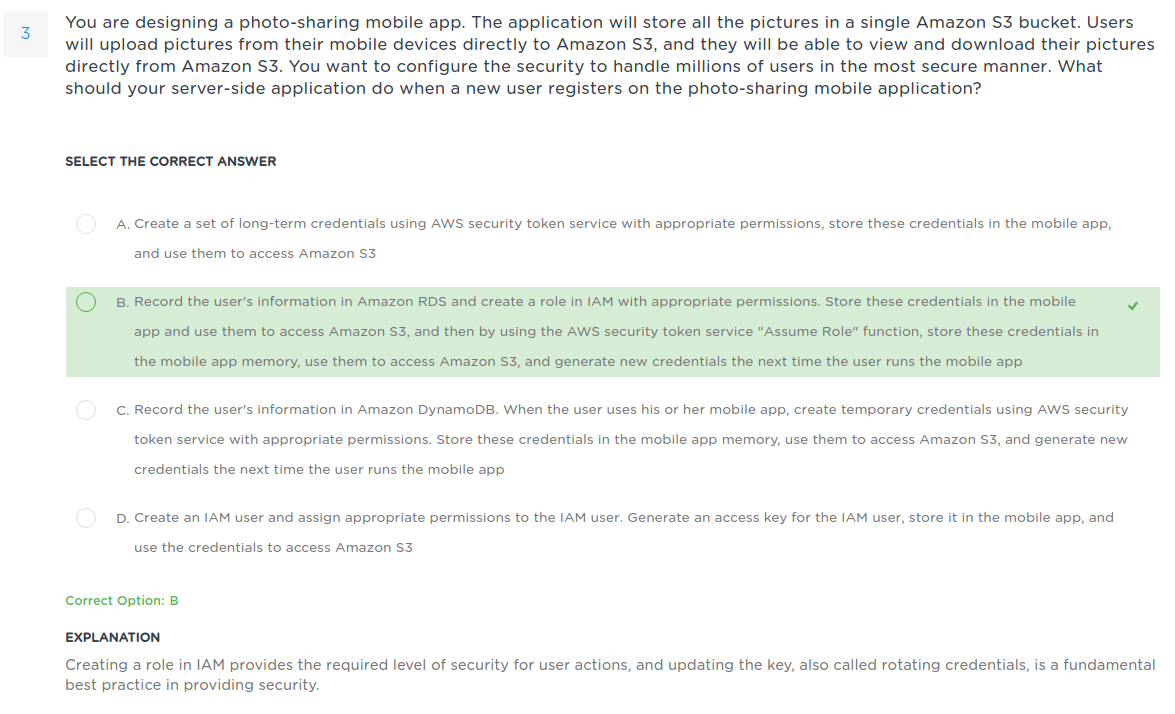 3
You are designing a photo-sharing mobile app. The application will store all the pictures in a single Amazon S3 bucket. Users
will upload pictures from their mobile devices directly to Amazon S3, and they will be able to view and download their pictures
directly from Amazon S3. You want to configure the security to handle millions of users in the most secure manner. What
should your server-side application do when a new user registers on the photo-sharing mobile application?
SELECT THE CORRECT ANSWER
A. Create a set of long-term credentials using AWS security token service with appropriate permissions, store these credentials in the mobile app,
and use them to access Amazon S3
B. Record the user's information in Amazon RDS and create a role in IAM with appropriate permissions. Store these credentials in the mobile
app and use them to access Amazon S3, and then by using the AWS security token service "Assume Role" function, store these credentials in
the mobile app memory, use them to access Amazon S3, and generate new credentials the next time the user runs the mobile app
C. Record the user's information in Amazon DynamoDB. When the user uses his or her mobile app, create temporary credentials using AWS security
token service with appropriate permissions. Store these credentials in the mobile app memory, use them to access Amazon S3, and generate new
credentials the next time the user runs the mobile app
D. Create an IAM user and assign appropriate permissions to the IAM user. Generate an access key for the IAM user, store it in the mobile app, and
use the credentials to access Amazon S3
Correct Option: B
EXPLANATION
Creating a role in IAM provides the required level of security for user actions, and updating the key, also called rotating credentials, is a fundamental
best practice in providing security.